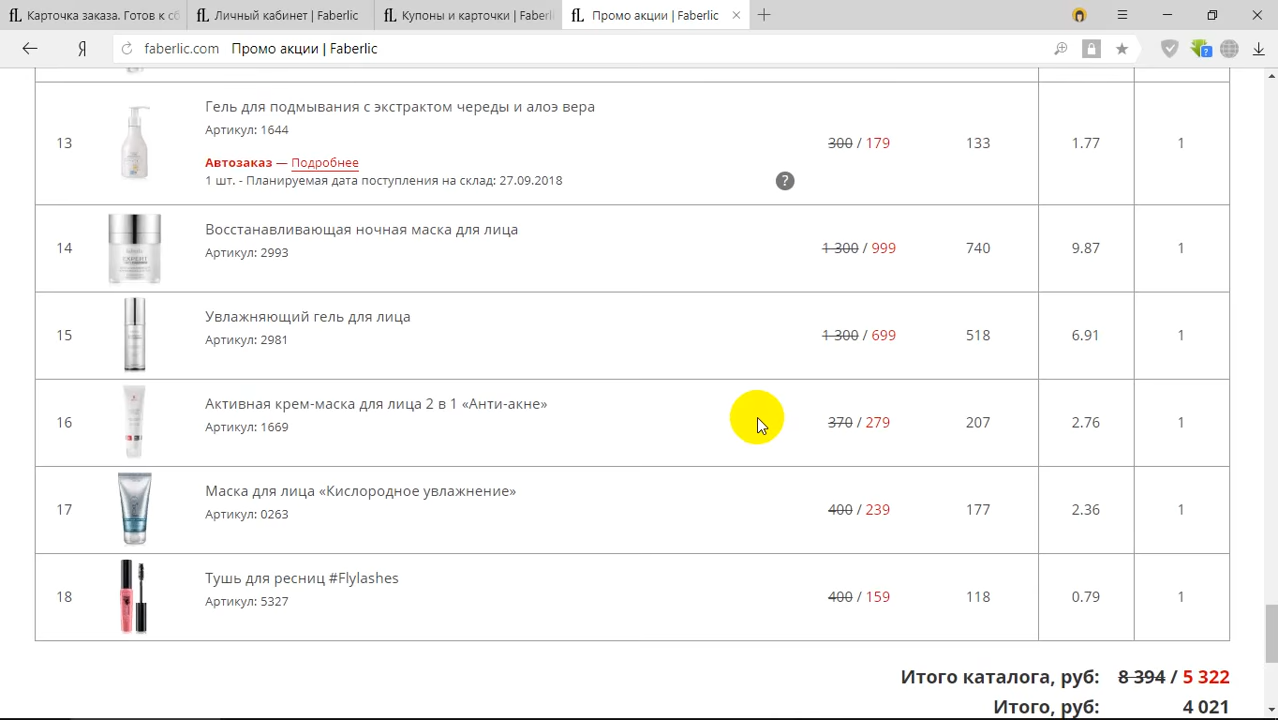 Карточка заказа. Готов к сб
Личный кабинет | Faberlic
Купоны и карточки | Faberl
Промо акции | Faberlic
faberlic.com Промо акции | Faberlic
13 Гель для подмывания с экстрактом череды и алоэ вера 300 / 179 133 1.77 1
Артикул: 1644
Автозаказ — Подробнее
1 шт. - Планируемая дата поступления на склад: 27.09.2018 ?
14 Восстанавливающая ночная маска для лица 1 300 / 999 740 9.87 1
Артикул: 2993
15 Увлажняющий гель для лица 1 300 / 699 518 6.91 1
Артикул: 2981
16 Активная крем-маска для лица 2 в 1 «Анти-акне» 370 / 279 207 2.76 1
Артикул: 1669
17 Маска для лица «Кислородное увлажнение» 400 / 239 177 2.36 1
Артикул: 0263
18 Тушь для ресниц #Flylashes 400 / 159 118 0.79 1
Артикул: 5327
Итого каталога, руб: 8 394 / 5 322
Итого, руб: 4 021